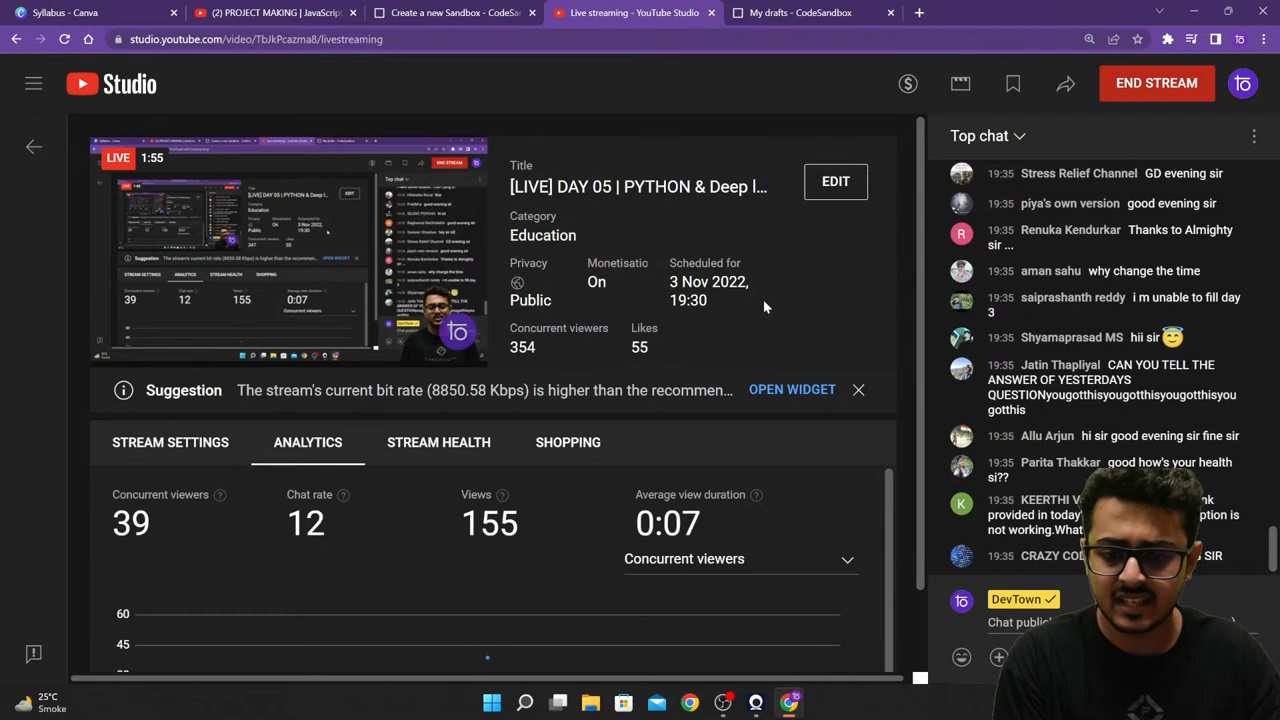 Syllabus - Canva
(2) PROJECT MAKING | JavaScript
Create a new Sandbox - CodeSan
Live streaming - YouTube Studio
My drafts - CodeSandbox
studio.youtube.com/video/TbJkPcazma8/livestreaming
Studio
END STREAM
LIVE 1:55
Title
[LIVE] DAY 05 | PYTHON & Deep l...
EDIT
Category
Education
Privacy
Public
Monetisatic
On
Scheduled for
3 Nov 2022,
19:30
Concurrent viewers
354
Likes
55
Suggestion The stream's current bit rate (8850.58 Kbps) is higher than the recommen... OPEN WIDGET
STREAM SETTINGS ANALYTICS STREAM HEALTH SHOPPING
Concurrent viewers
39
Chat rate
12
Views
155
Average view duration
0:07
Concurrent viewers
60
45
Top chat
19:35 Stress Relief Channel GD evening sir
19:35 piya's own version good evening sir
19:35 Renuka Kendurkar Thanks to Almighty
sir ...
19:35 aman sahu why change the time
19:35 saiprashanth reddy i m unable to fill day
3
19:35 Shyamaprasad MS hii sir
19:35 Jatin Thapliyal CAN YOU TELL THE
ANSWER OF YESTERDAYS
QUESTIONyougotthisyougotthisyou
gotthis
19:35 Allu Arjun hi sir good evening sir fine sir
19:35 Parita Thakkar good how's your health
si??
19:35 KEERTHI
provided in today
not working.Wha
19:35 CRAZY SIR
DevTown
Chat publi
25°C
Smoke